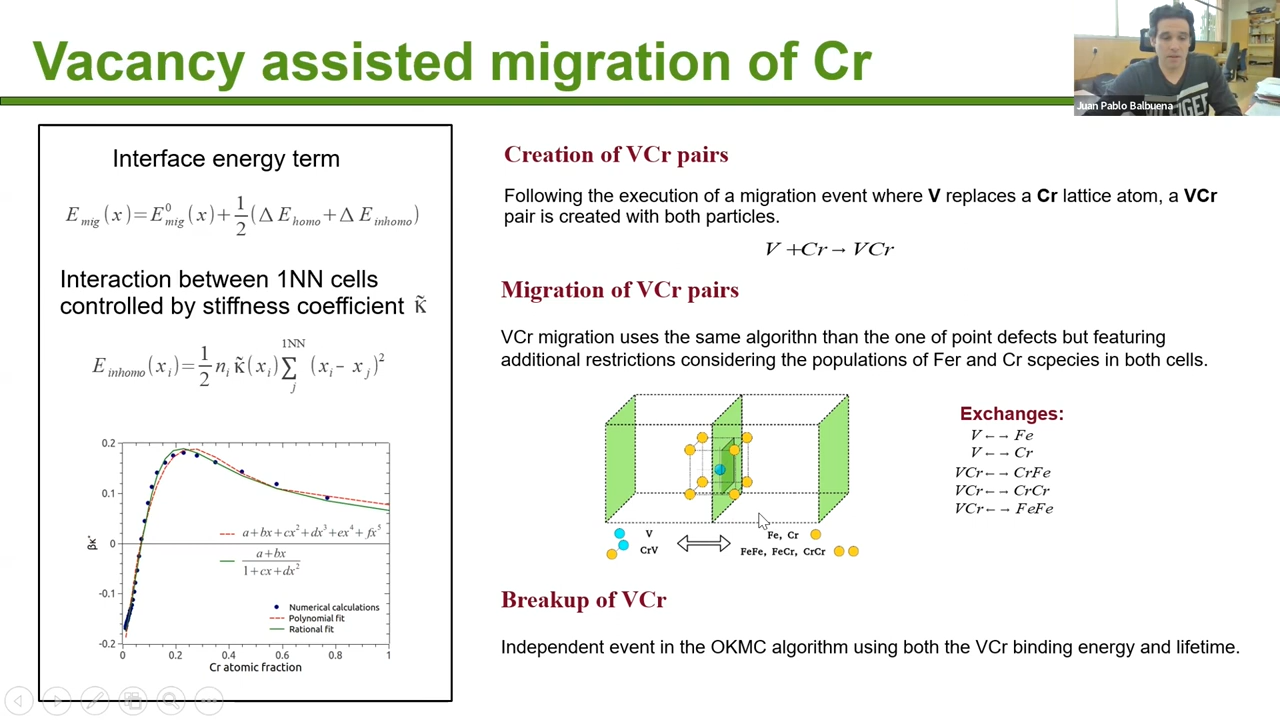 Vacancy assisted migration of Cr
Juan Pablo Balbuena
Interface energy term
E_mig(x)=E⁰_mig(x)+1/2(ΔE_homo+ΔE_inhomo)
Interaction between 1NN cells
controlled by stiffness coefficient κ̃
E_inhomo(x_i)=1/2 n_i κ̃(x_i) ∑_j^1NN (x_i− x_j)²
0.2
0.1
0
-0.1
-0.2
βκ*
a+bx+cx²+dx³+ex⁴+fx⁵
a+bx
1+cx+dx²
Numerical calculations
Polynomial fit
Rational fit
0 0.2 0.4 0.6 0.8 1
Cr atomic fraction
Creation of VCr pairs
Following the execution of a migration event where V replaces a Cr lattice atom, a VCr
pair is created with both particles.
V+Cr→VCr
Migration of VCr pairs
VCr migration uses the same algorithn than the one of point defects but featuring
additional restrictions considering the populations of Fer and Cr scpecies in both cells.
V
CrV
Fe, Cr
FeFe, FeCr, CrCr
Exchanges:
V←→Fe
V←→Cr
VCr←→CrFe
VCr←→CrCr
VCr←→FeFe
Breakup of VCr
Independent event in the OKMC algorithm using both the VCr binding energy and lifetime.